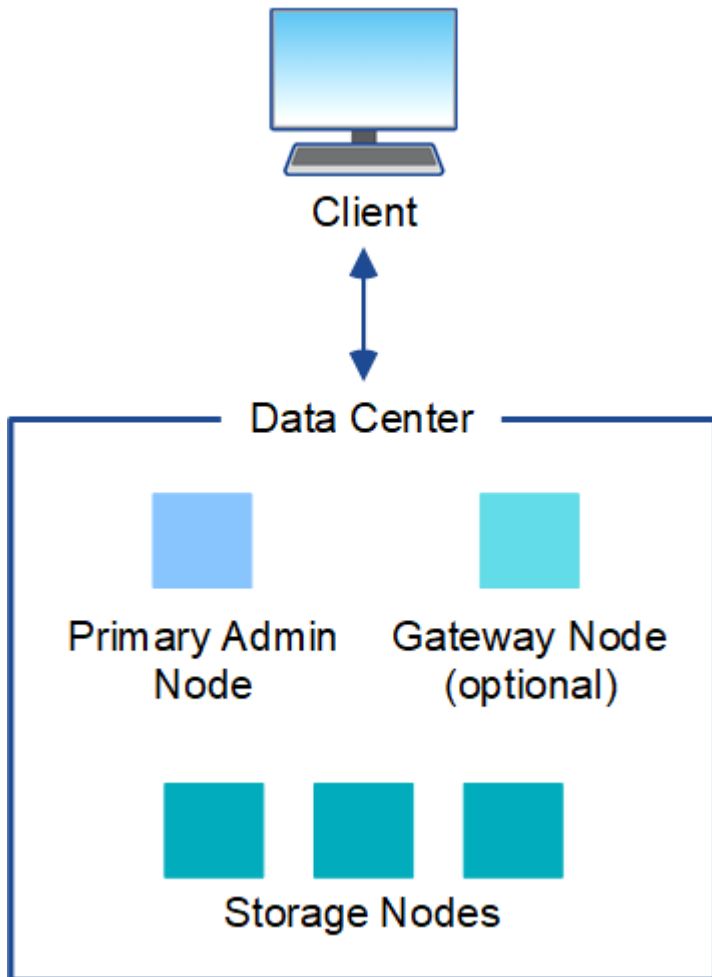 Client
Data Center
Primary Admin
Node
Gateway Node
(optional)
Storage Nodes